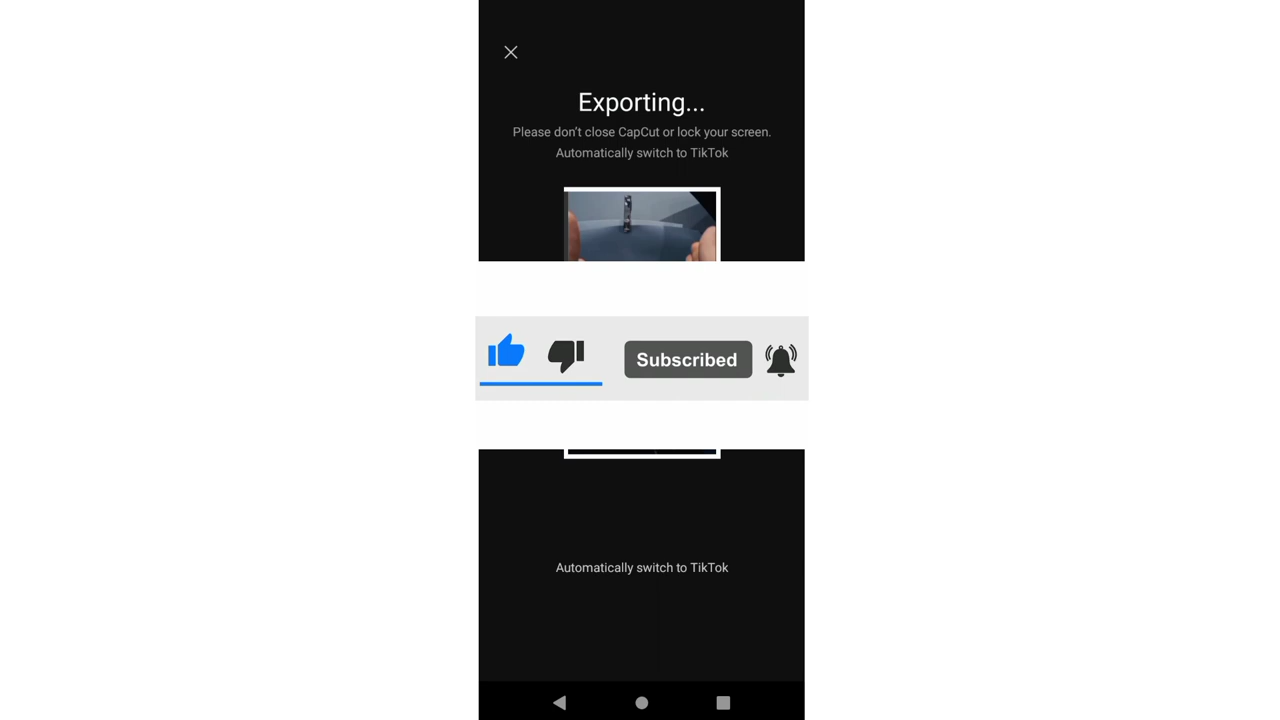 Exporting...
Please don't close CapCut or lock your screen.
Automatically switch to TikTok
Subscribed
Automatically switch to TikTok